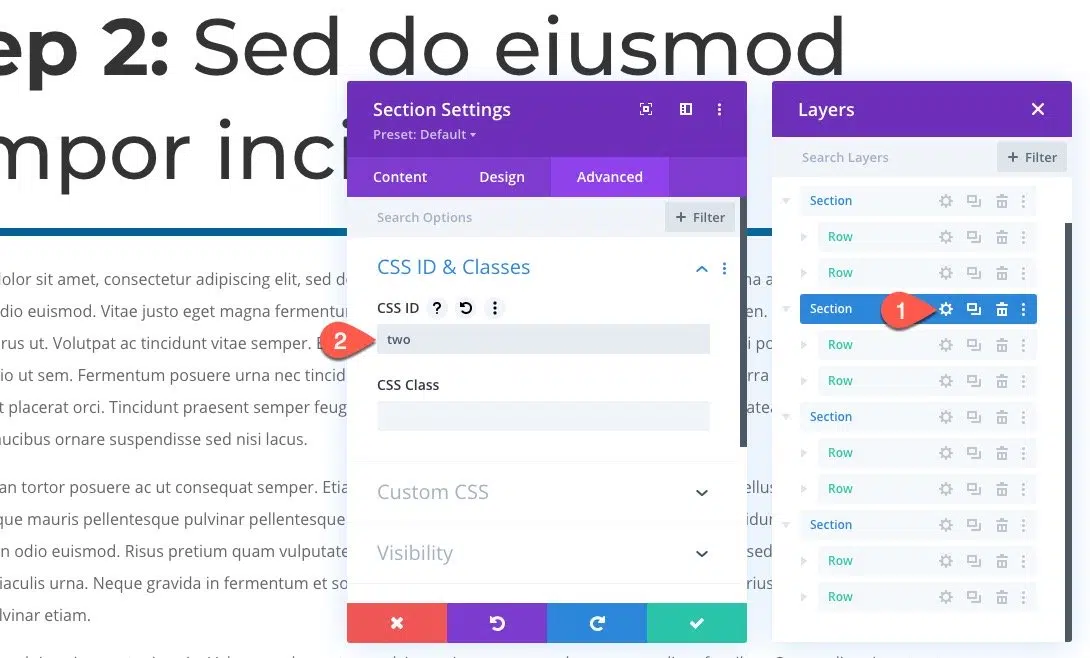 ep 2: Sed do eiusmod
mpor inci
Section Settings
Preset: Default
Content Design Advanced
Search Options + Filter
CSS ID & Classes
CSS ID ?
2 two
CSS Class
Custom CSS
Visibility
Layers
Search Layers + Filter
Section
Row
Row
Section 1
Row
Row
Section
Row
Row
Section
Row
Row
olor sit amet, consectetur adipiscing elit, sed d
dio euismod. Vitae justo eget magna fermentu
rus ut. Volutpat ac tincidunt vitae semper.
io ut sem. Fermentum posuere urna nec tincid
t placerat orci. Tincidunt praesent semper feug
aucibus ornare suspendisse sed nisi lacus.
an tortor posuere ac ut consequat semper. Etia
que mauris pellentesque pulvinar pellentesque
n odio euismod. Risus pretium quam vulputate
iaculis urna. Neque gravida in fermentum et so
lvinar etiam.